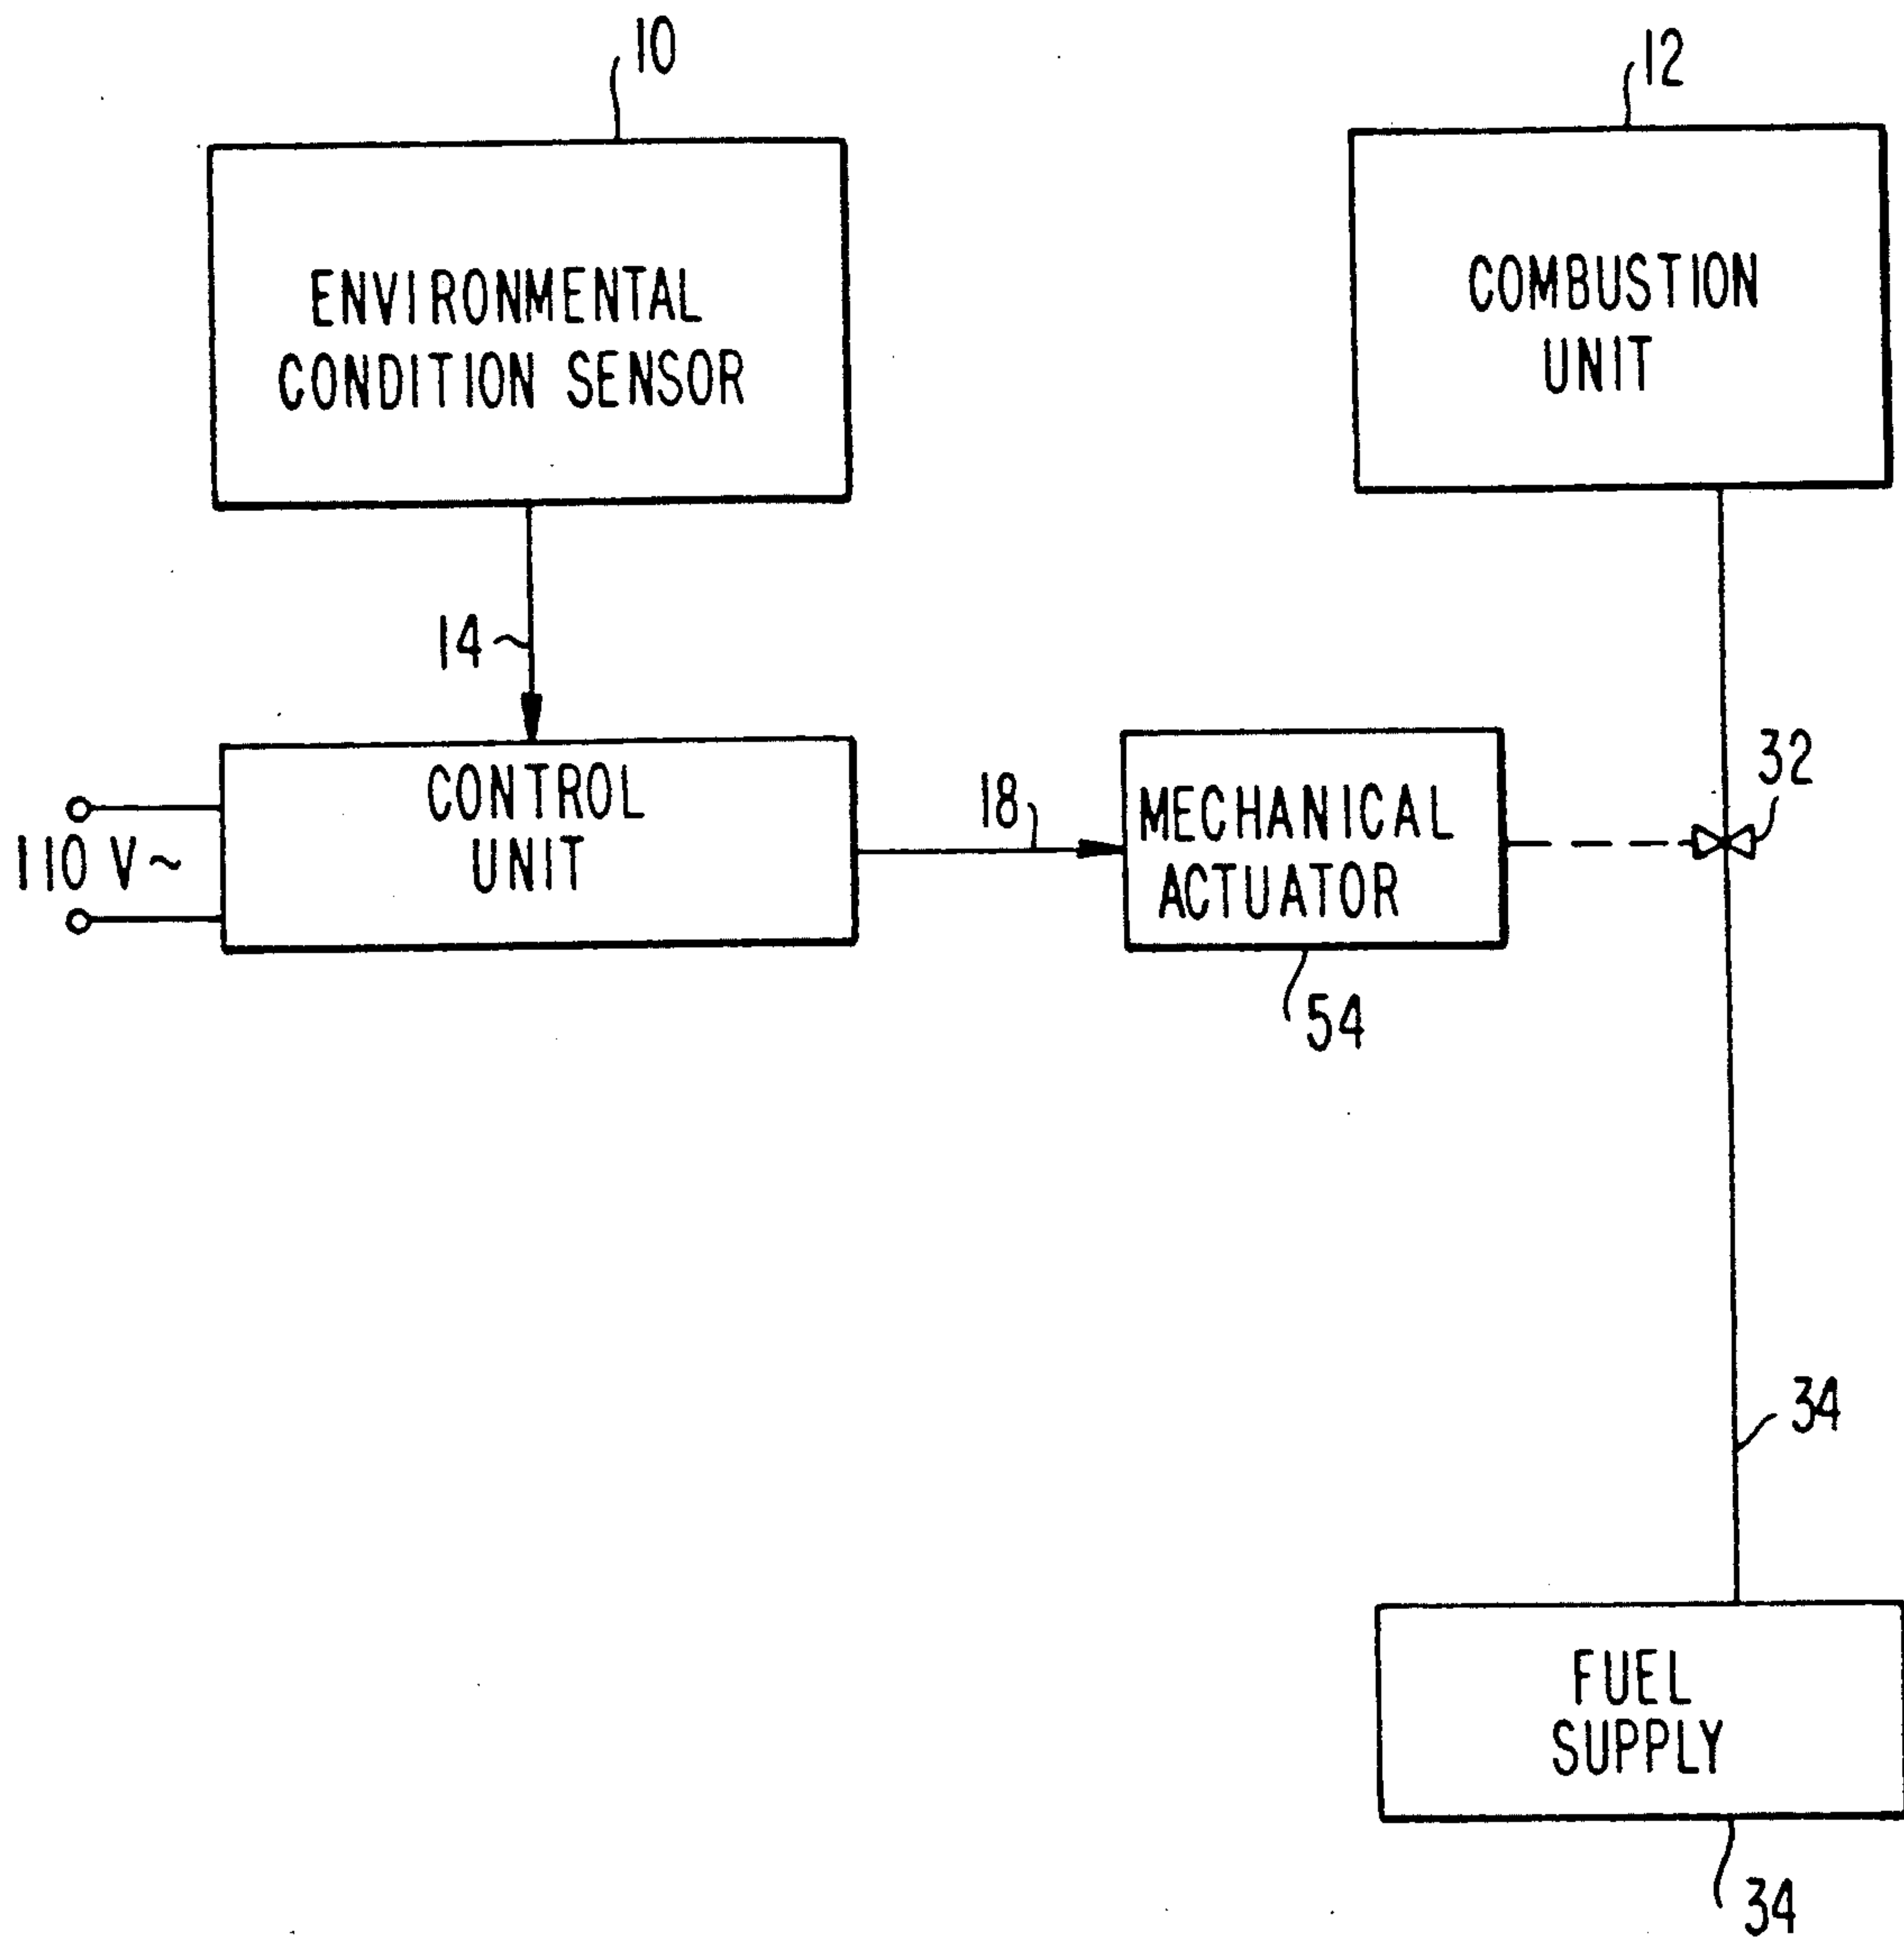 10
12
ENVIRONMENTAL
CONDITION SENSOR
COMBUSTION
UNIT
14
32
CONTROL
UNIT
110 V~
18
MECHANICAL
ACTUATOR
54
34
FUEL
SUPPLY
34